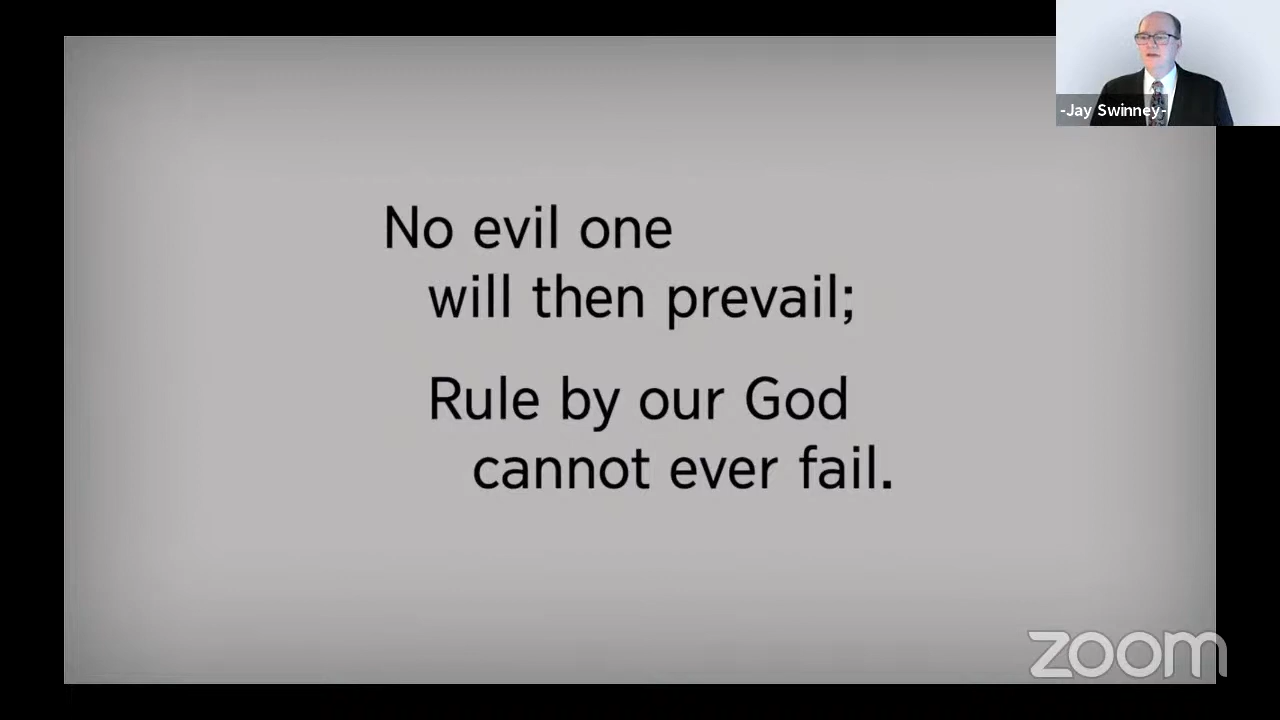 -Jay Swinney-
No evil one
will then prevail;
Rule by our God
cannot ever fail.
zoom